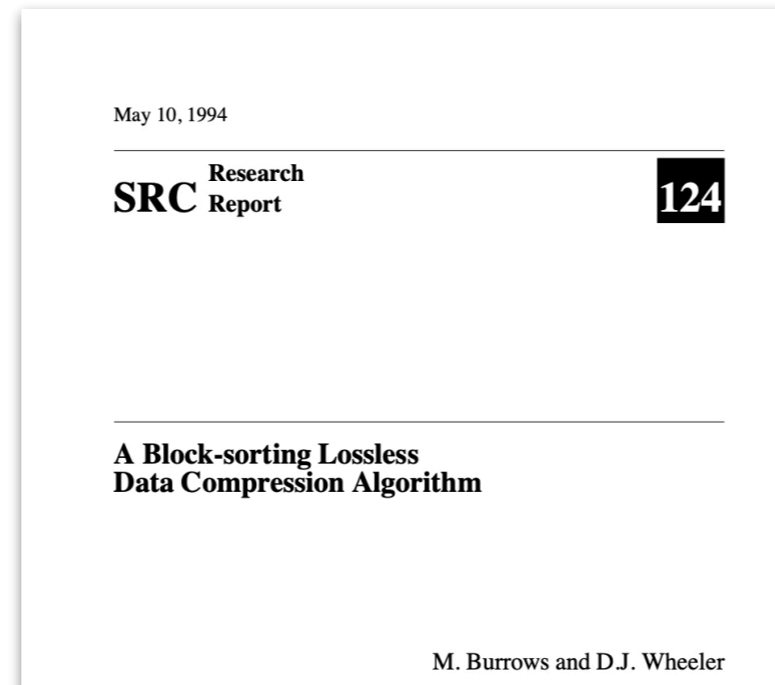 May 10, 1994
SRC Research Report
124
A Block-sorting Lossless
Data Compression Algorithm
M. Burrows and D.J. Wheeler